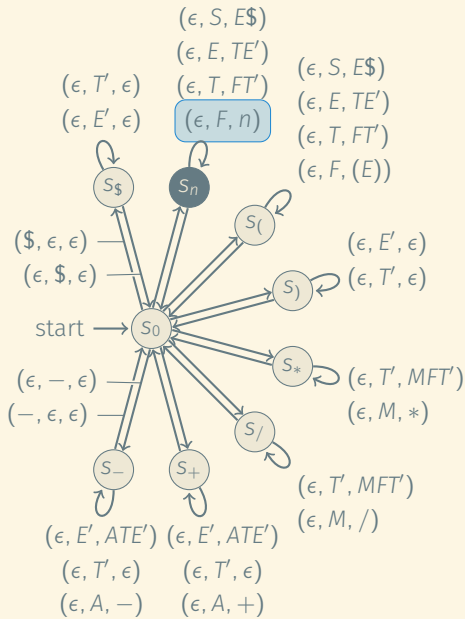 (ϵ, S, E$)
(ϵ, E, TE′)
(ϵ, T, FT′)
(ϵ, F, n)
(ϵ, T′, ϵ)
(ϵ, E′, ϵ)
(ϵ, S, E$)
(ϵ, E, TE′)
(ϵ, T, FT′)
(ϵ, F, (E))
S$
Sn
S(
($, ϵ, ϵ)
(ϵ, $, ϵ)
(ϵ, E′, ϵ)
(ϵ, T′, ϵ)
S)
start
S0
S*
(ϵ, −, ϵ)
(−, ϵ, ϵ)
(ϵ, T′, MFT′)
(ϵ, M, *)
S/
S−
S+
(ϵ, T′, MFT′)
(ϵ, M, /)
(ϵ, E′, ATE′)
(ϵ, T′, ϵ)
(ϵ, A, −)
(ϵ, E′, ATE′)
(ϵ, T′, ϵ)
(ϵ, A, +)